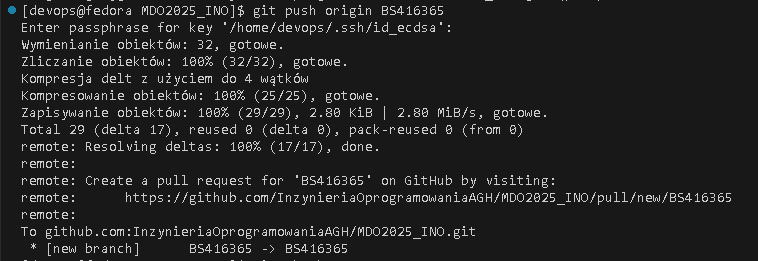 [devops@fedora MDO2025_INO]$ git push origin BS416365
Enter passphrase for key '/home/devops/.ssh/id_ecdsa':
Wymienianie obiektów: 32, gotowe.
Zliczanie obiektów: 100% (32/32), gotowe.
Kompresja delt z użyciem do 4 wątków
Kompresowanie obiektów: 100% (25/25), gotowe.
Zapisywanie obiektów: 100% (29/29), 2.80 KiB | 2.80 MiB/s, gotowe.
Total 29 (delta 17), reused 0 (delta 0), pack-reused 0 (from 0)
remote: Resolving deltas: 100% (17/17), done.
remote:
remote: Create a pull request for 'BS416365' on GitHub by visiting:
remote:      https://github.com/InzynieriaOprogramowaniaAGH/MDO2025_INO/pull/new/BS416365
remote:
To github.com:InzynieriaOprogramowaniaAGH/MDO2025_INO.git
 * [new branch]      BS416365 -> BS416365